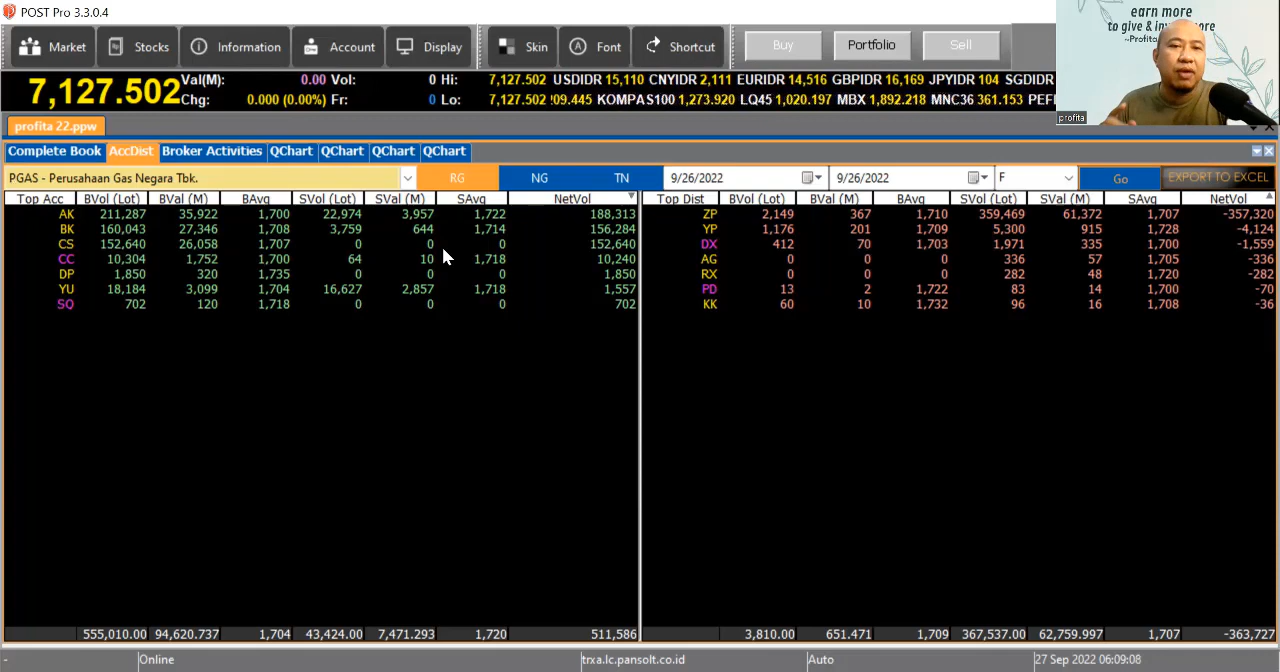 POST Pro 3.3.0.4
Market Stocks Information Account Display Skin Font Shortcut Buy Portfolio Sell
earn more
to give & in more
~Profita
profita
7,127.502 Val(M): 0.00 Vol: 0 Hi: 7,127.502 USDIDR 15,110 CNYIDR 2,111 EURIDR 14,516 GBPIDR 16,169 JPYIDR 104 SGDIDR
Chg: 0.000 (0.00%) Fr: 0 Lo: 7,127.502 !09.445 KOMPAS100 1,273.920 LQ45 1,020.197 MBX 1,892.218 MNC36 361.153 PEF
profita 22.ppw
Complete Book AccDist Broker Activities QChart QChart QChart QChart
PGAS - Perusahaan Gas Negara Tbk. RG NG TN 9/26/2022 9/26/2022 F Go EXPORT TO EXCEL
Top Acc BVol (Lot) BVal (M) BAvg SVol (Lot) SVal (M) SAvg NetVol Top Dist BVol (Lot) BVal (M) BAvg SVol (Lot) SVal (M) SAvg NetVol
AK 211,287 35,922 1,700 22,974 3,957 1,722 188,313 ZP 2,149 367 1,710 359,469 61,372 1,707 -357,320
BK 160,043 27,346 1,708 3,759 644 1,714 156,284 YP 1,176 201 1,709 5,300 915 1,728 -4,124
CS 152,640 26,058 1,707 0 0 0 152,640 DX 412 70 1,703 1,971 335 1,700 -1,559
CC 10,304 1,752 1,700 64 10 1,718 10,240 AG 0 0 0 336 57 1,705 -336
DP 1,850 320 1,735 0 0 0 1,850 RX 0 0 0 282 48 1,720 -282
YU 18,184 3,099 1,704 16,627 2,857 1,718 1,557 PD 13 2 1,722 83 14 1,700 -70
SQ 702 120 1,718 0 0 0 702 KK 60 10 1,732 96 16 1,708 -36
555,010.00 94,620.737 1,704 43,424.00 7,471.293 1,720 511,586 3,810.00 651.471 1,709 367,537.00 62,759.997 1,707 -363,727
- Online trxa.lc.pansolt.co.id Auto 27 Sep 2022 06:09:08